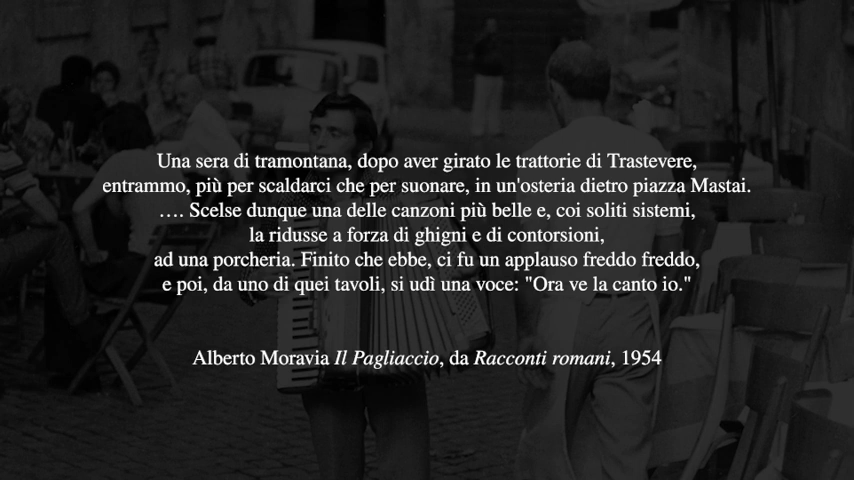 Una sera di tramontana, dopo aver girato le trattorie di Trastevere,
entrammo, più per scaldarci che per suonare, in un'osteria dietro piazza Mastai.
…. Scelse dunque una delle canzoni più belle e, coi soliti sistemi,
la ridusse a forza di ghigni e di contorsioni,
ad una porcheria. Finito che ebbe, ci fu un applauso freddo freddo,
e poi, da uno di quei tavoli, si udì una voce: "Ora ve la canto io."
Alberto Moravia Il Pagliaccio, da Racconti romani, 1954